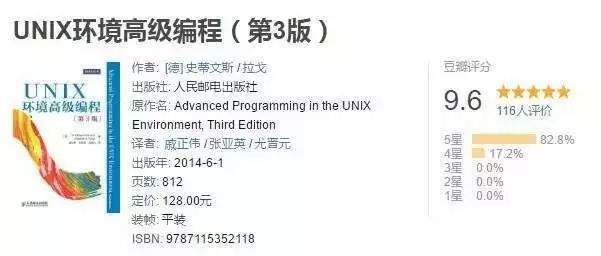 UNIX环境高级编程（第3版）
UNIX
环境高级编程
（第3版）
作者: [德]史蒂文斯 / 拉戈
出版社: 人民邮电出版社
原作名: Advanced Programming in the UNIX
Environment, Third Edition
译者: 戚正伟 / 张亚英 / 尤晋元
出版年: 2014-6-1
页数: 812
定价: 128.00元
装帧: 平装
ISBN: 9787115352118
豆瓣评分
9.6
116人评价
5星 82.8%
4星 17.2%
3星 0.0%
2星 0.0%
1星 0.0%